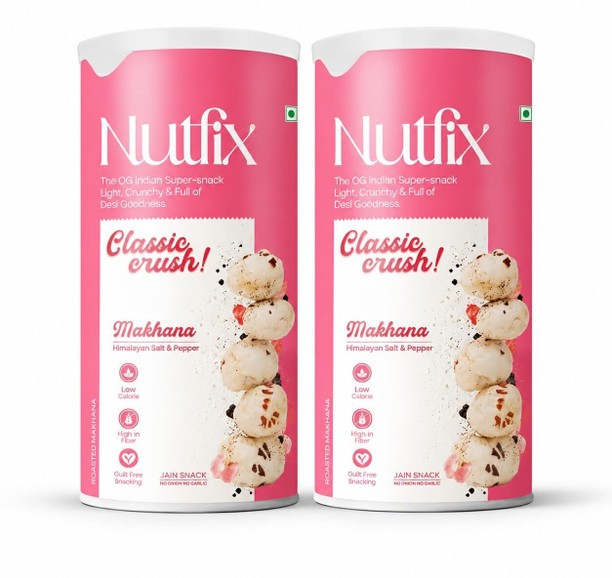 Nutfix
The OG Indian Super-snack
Light, Crunchy & Full of
Desi Goodness.
Classic
crush!
Makhana
Himalayan Salt & Pepper
Low
Calorie
High in
Fiber
Guilt Free
Snacking
JAIN SNACK
NO ONION NO GARLIC
ROASTED MAKHANA
Nutfix
The OG Indian Super-snack
Light, Crunchy & Full of
Desi Goodness.
Classic
crush!
Makhana
Himalayan Salt & Pepper
Low
Calorie
High in
Fiber
Guilt Free
Snacking
JAIN SNACK
NO ONION NO GARLIC
ROASTED MAKHANA